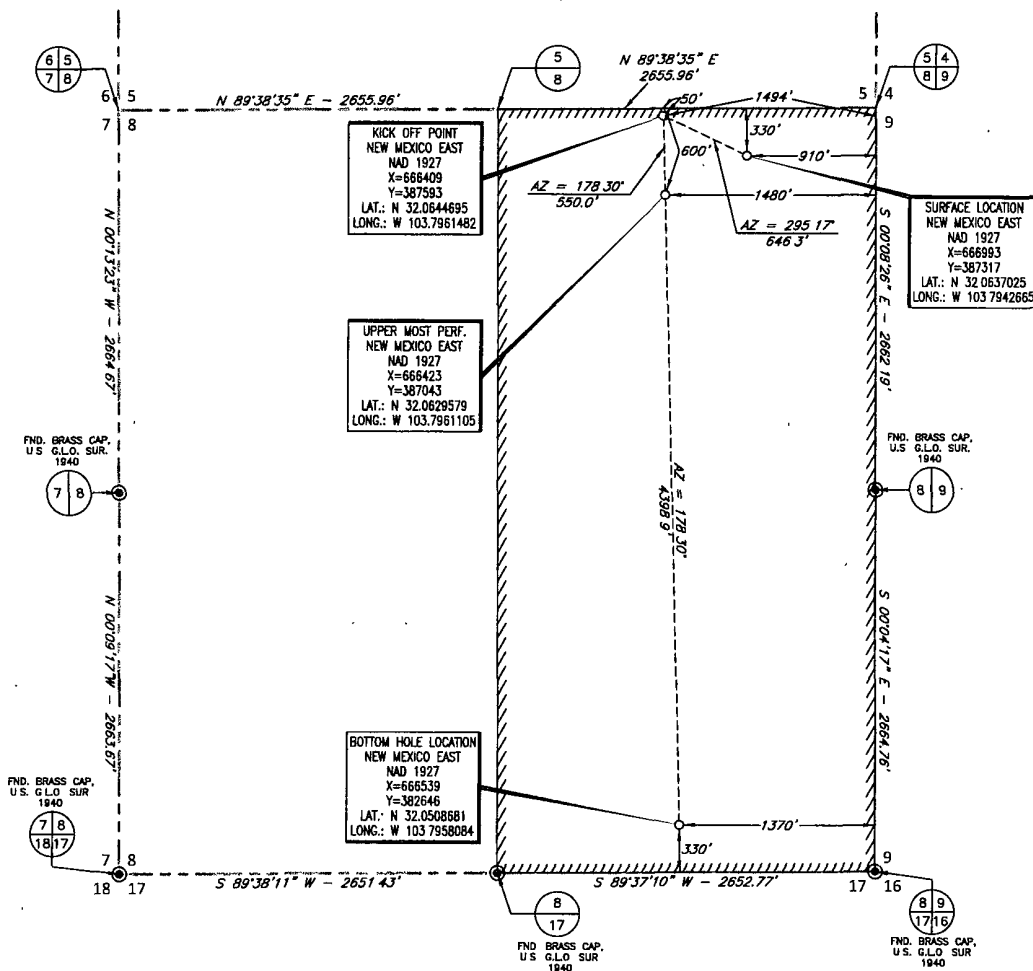 6 5
7 8
6 5
7 8
N 89°38'35" E - 2655.96'
5
8
N 89°38'35" E
2655.96'
5 4
8 9
5 4
9
50'
1494'
330'
600'
910'
1480'
AZ = 178.30°
550.0'
AZ = 295.17°
646.3'
KICK OFF POINT
NEW MEXICO EAST
NAD 1927
X=666409
Y=387593
LAT.: N 32.0644695
LONG.: W 103.7961482
SURFACE LOCATION
NEW MEXICO EAST
NAD 1927
X=666993
Y=387317
LAT.: N 32.0637025
LONG.: W 103.7942665
N 00°13'23" W - 2664.67'
S 00°08'26" E - 2662.19'
UPPER MOST PERF.
NEW MEXICO EAST
NAD 1927
X=666423
Y=387043
LAT.: N 32.0629579
LONG.: W 103.7961105
FND. BRASS CAP,
U S G.L.O. SUR.
1940
7 8
AZ = 178.30°
4398.9'
FND. BRASS CAP,
U S G.L.O. SUR.
1940
8 9
N 00°09'17" W - 2663.67'
S 00°04'17" E - 2664.76'
BOTTOM HOLE LOCATION
NEW MEXICO EAST
NAD 1927
X=666539
Y=382646
LAT.: N 32.0508681
LONG.: W 103.7958084
1370'
330'
FND. BRASS CAP,
U S. G.L.O SUR
1940
7 8
18 17
7 8
18 17
S 89°38'11" W - 2651 43'
S 89°37'10" W - 2652.77'
9
17 16
8
17
FND BRASS CAP,
U S. G.L.O SUR
1940
8 9
17 16
FND. BRASS CAP,
U S. G.L.O SUR
1940